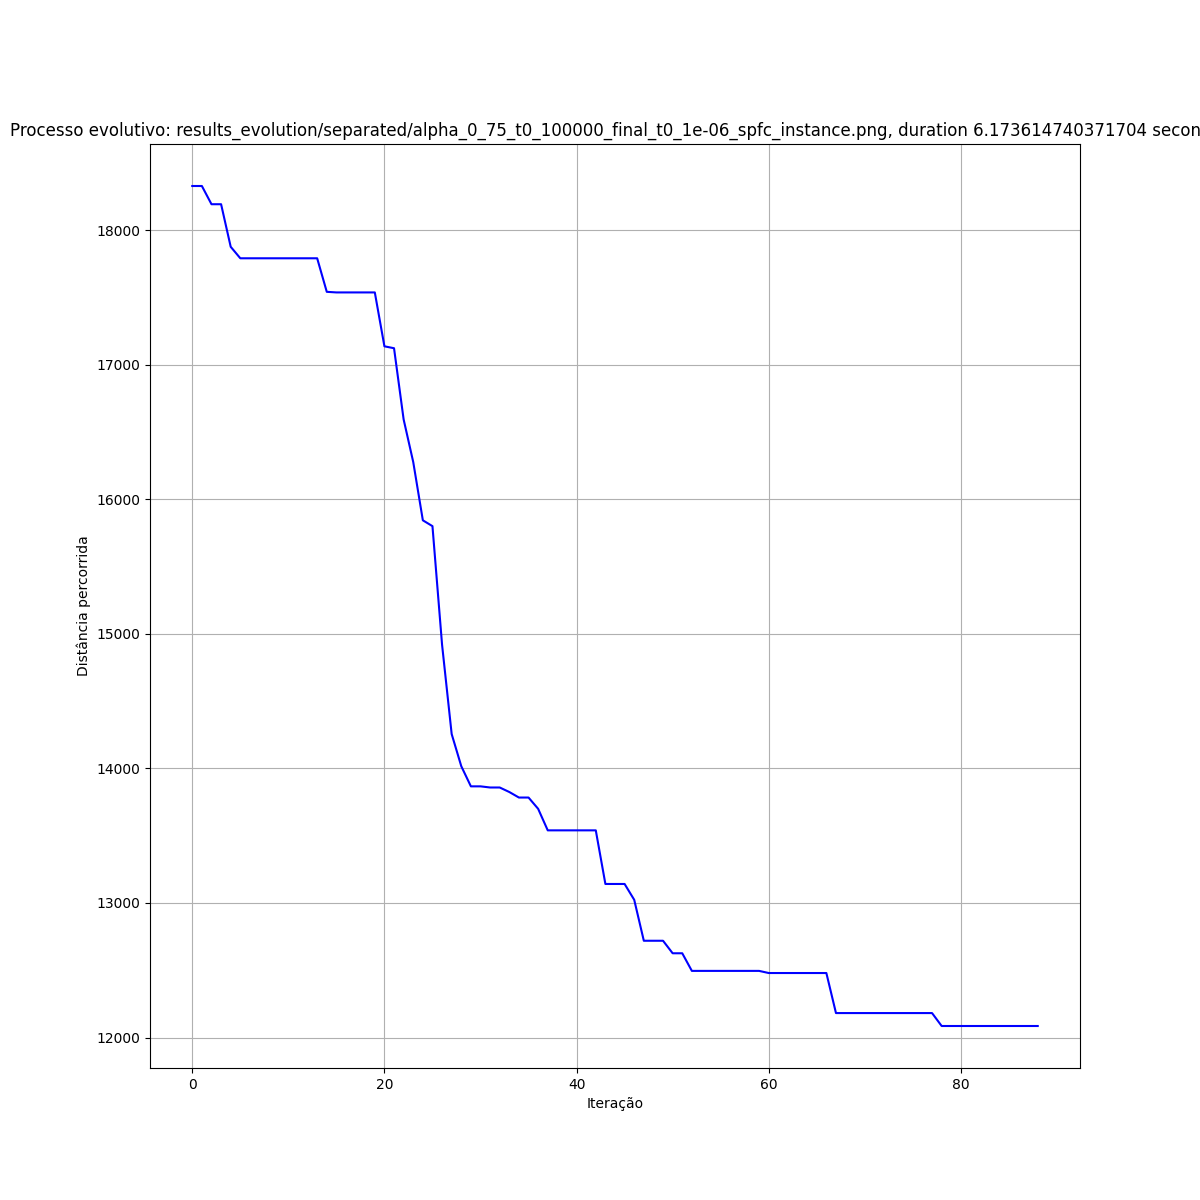 Processo evolutivo: results_evolution/separated/alpha_0_75_t0_100000_final_t0_1e-06_spfc_instance.png, duration 6.173614740371704 secon
18000
17000
16000
15000
14000
13000
12000
Distância percorrida
0 20 40 60 80
Iteração